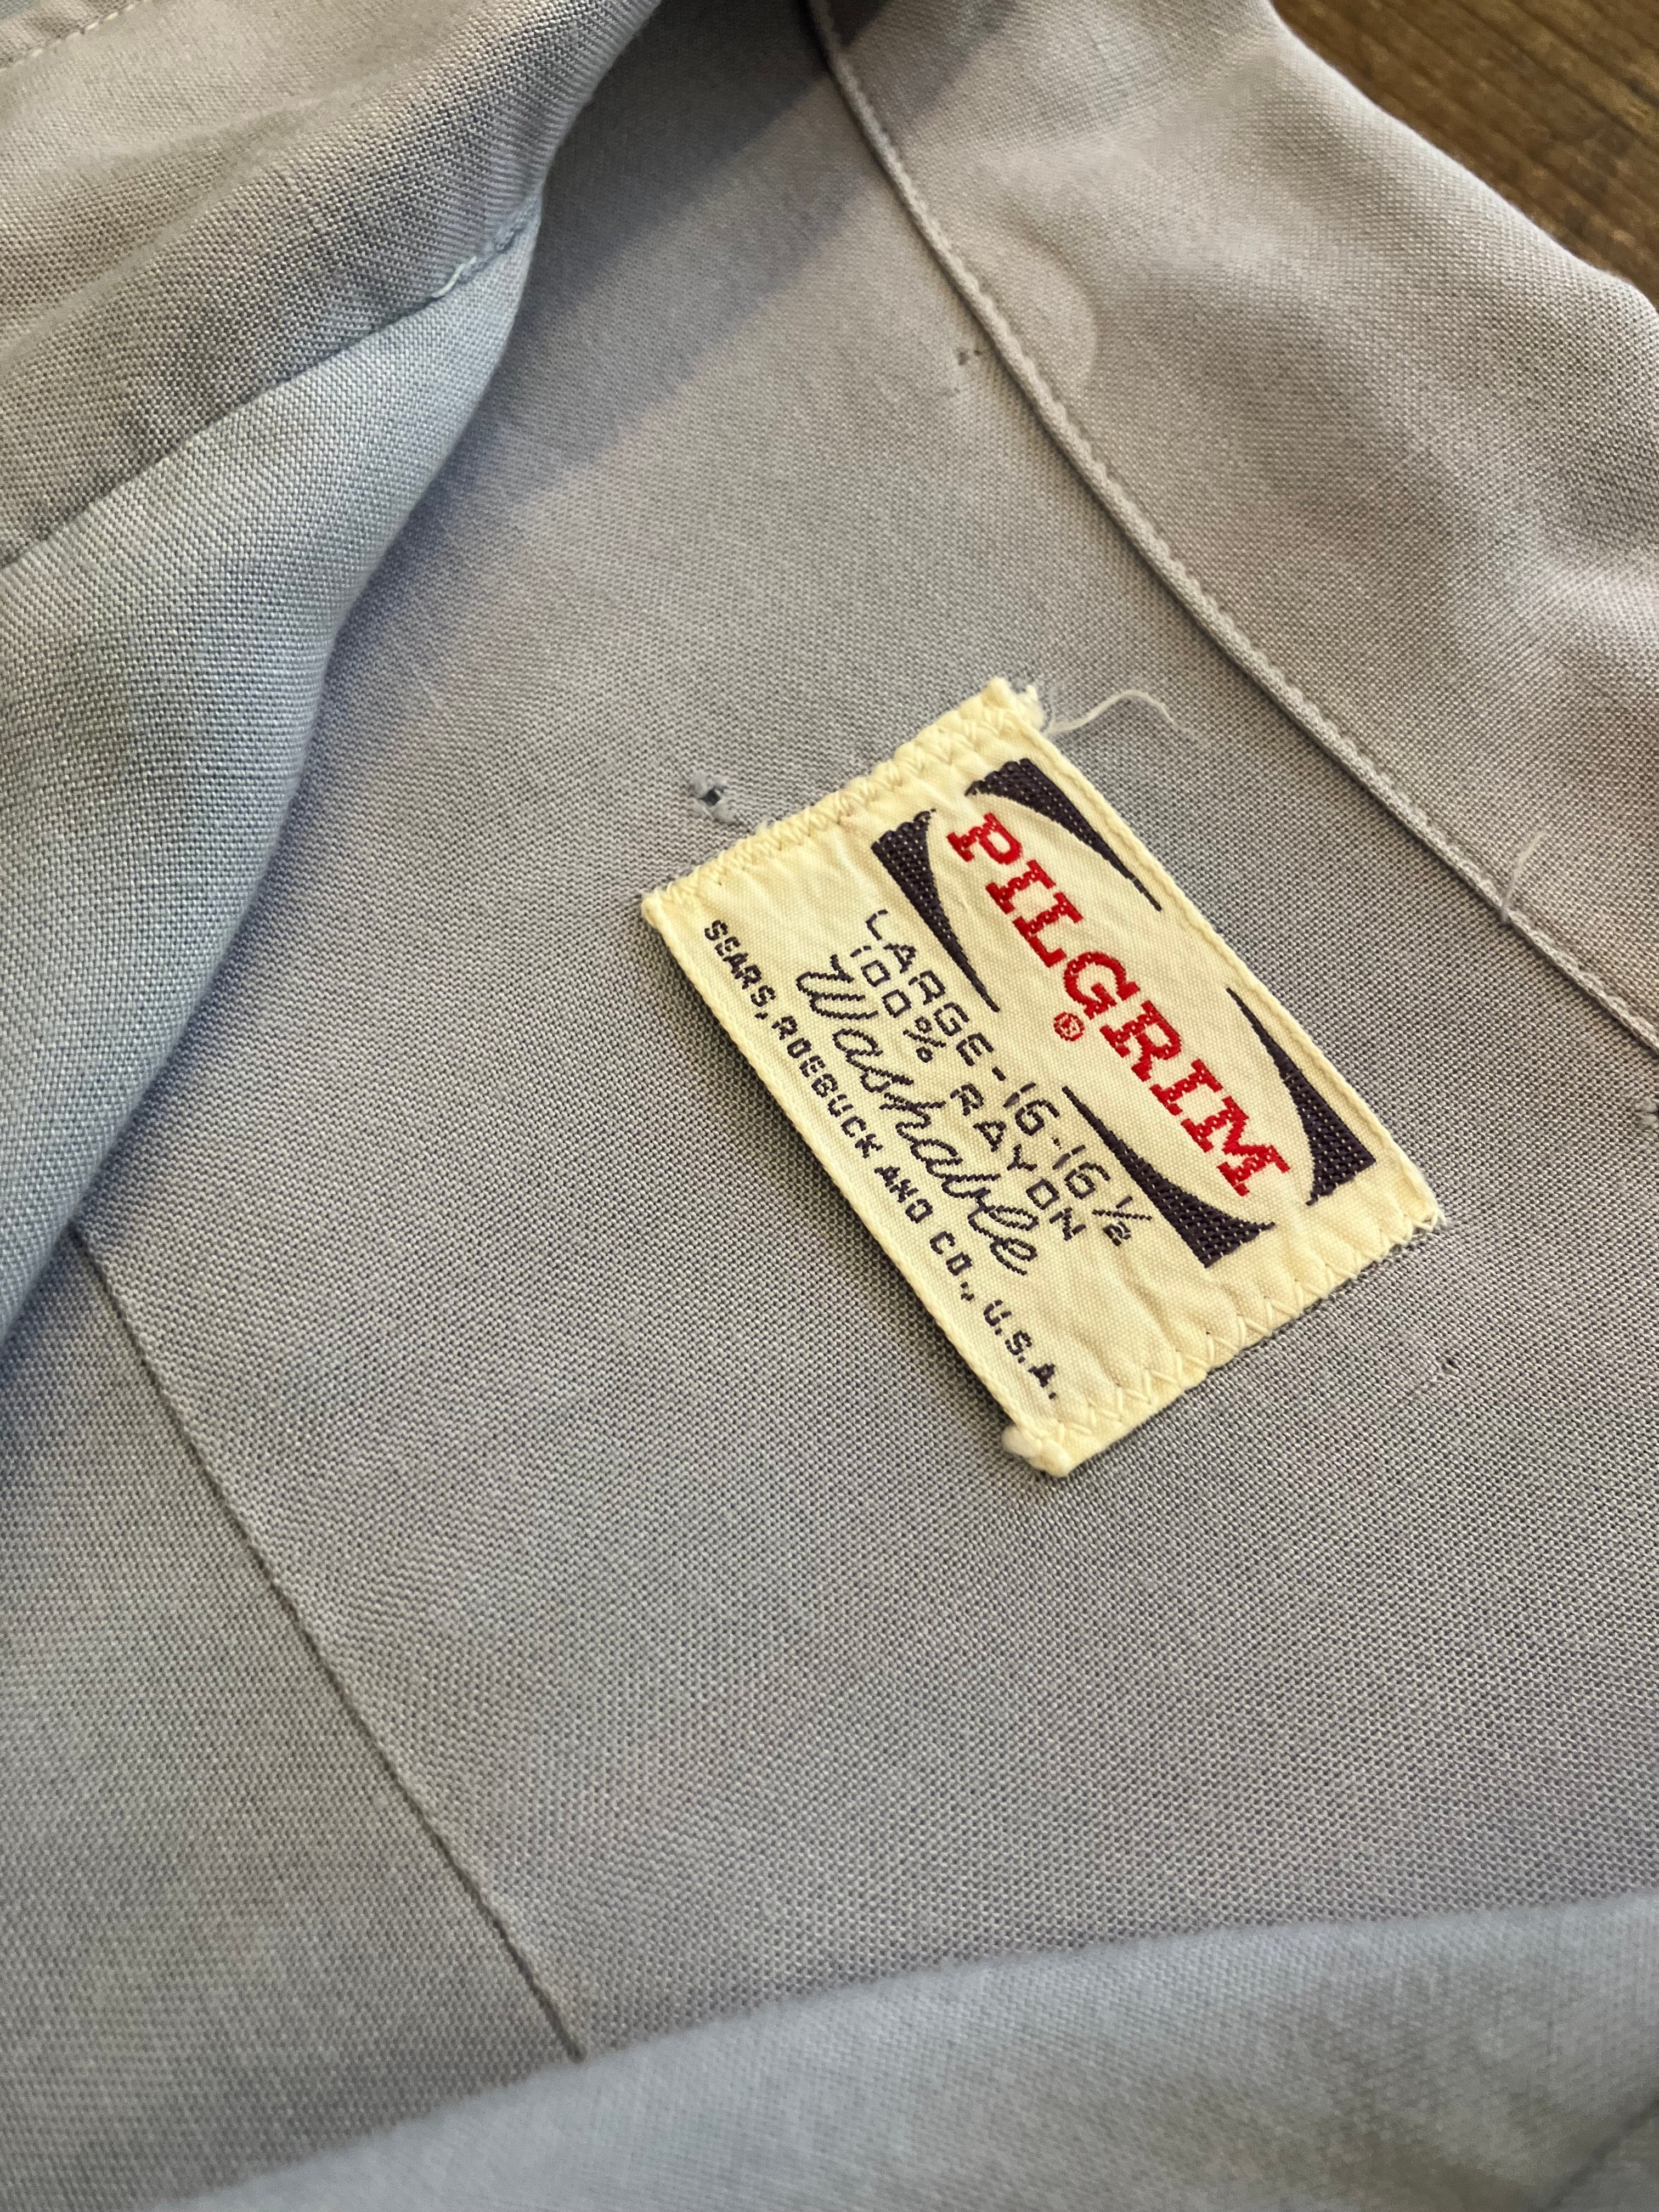 PILGRIM
®
LARGE-16-16½
100% RAYON
Washable
SEARS, ROEBUCK AND CO., U.S.A.